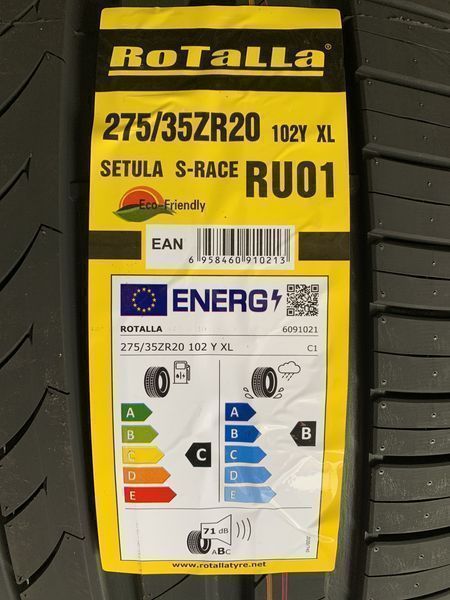 RoTaLLa®
275/35ZR20 102Y XL
SETULA S-RACE RU01
Eco-Friendly
EAN
6 958460 910213
ENERG
ROTALLA 6091021
275/35ZR20 102 Y XL C1
A A
B B B
C C C
D D
E E
71 dB
ABC
www.rotallatyre.net